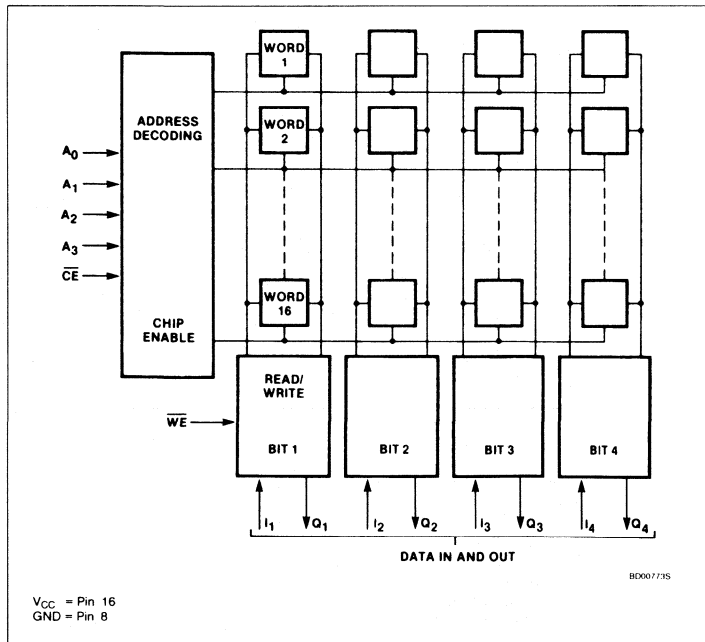 WORD
1
ADDRESS
DECODING
WORD
2
A0
A1
A2
A3
C̅E̅
WORD
16
CHIP
ENABLE
READ/
WRITE
W̅E̅
BIT 1 BIT 2 BIT 3 BIT 4
I1 Q1 I2 Q2 I3 Q3 I4 Q4
DATA IN AND OUT
BD00773S
VCC = Pin 16
GND = Pin 8